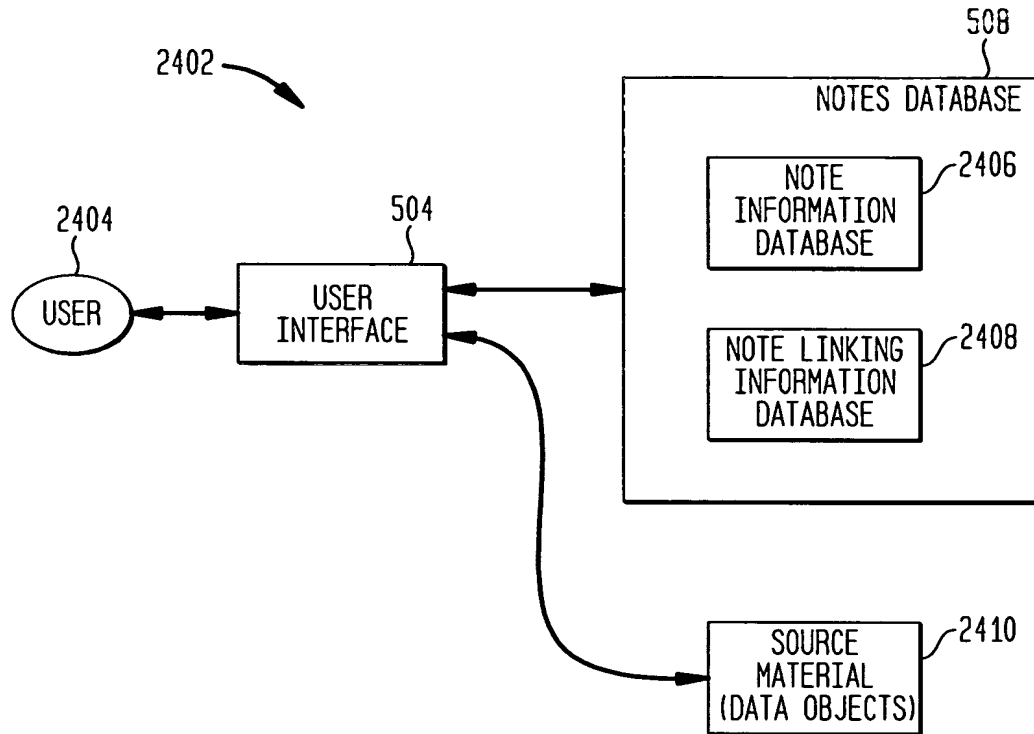 508
2402
NOTES DATABASE
NOTE
INFORMATION
DATABASE
2406
2404
504
USER
USER
INTERFACE
NOTE LINKING
INFORMATION
DATABASE
2408
SOURCE
MATERIAL
(DATA OBJECTS)
2410